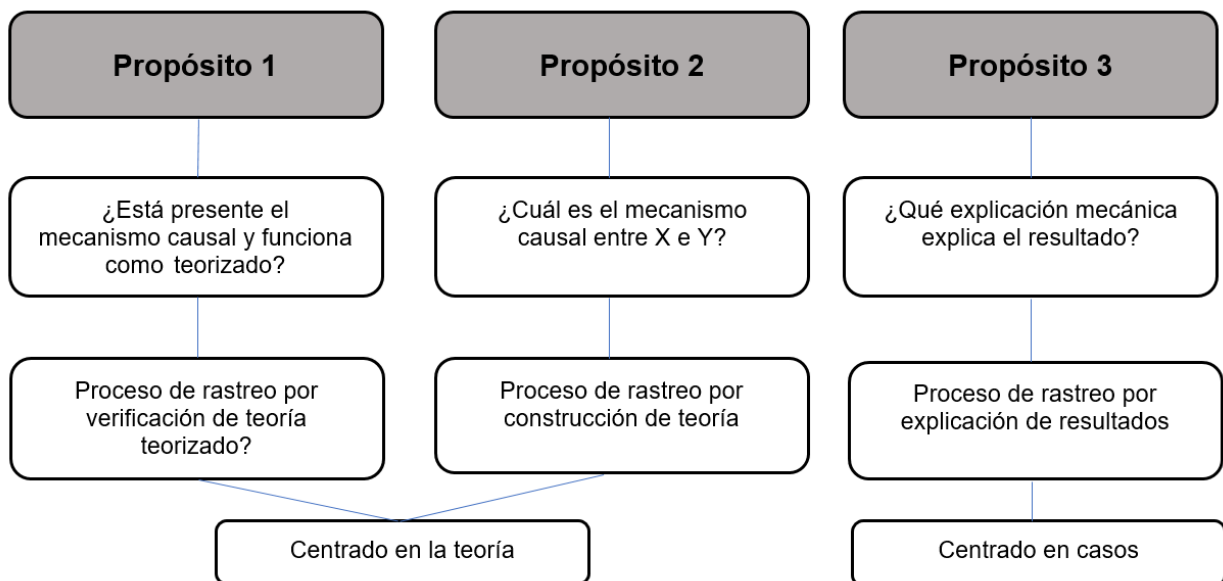 Propósito 1
Propósito 2
Propósito 3
¿Está presente el
mecanismo causal y funciona
como teorizado?
¿Cuál es el mecanismo
causal entre X e Y?
¿Qué explicación mecánica
explica el resultado?
Proceso de rastreo por
verificación de teoría
teorizado?
Proceso de rastreo por
construcción de teoría
Proceso de rastreo por
explicación de resultados
Centrado en la teoría
Centrado en casos